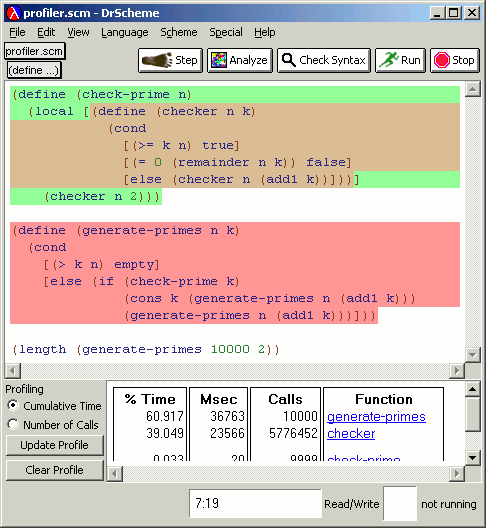 profiler.scm - DrScheme
File Edit View Language Scheme Special Help
profiler.scm
(define ...)
Step Analyze Check Syntax Run Stop
(define (check-prime n)
(local [(define (checker n k)
(cond
[(>= k n) true]
[(= 0 (remainder n k)) false]
[else (checker n (add1 k))]))]
(checker n 2)))
(define (generate-primes n k)
(cond
[(> k n) empty]
[else (if (check-prime k)
(cons k (generate-primes n (add1 k)))
(generate-primes n (add1 k)))]))
(length (generate-primes 10000 2))
Profiling
Cumulative Time
Number of Calls
Update Profile
Clear Profile
% Time Msec Calls Function
60.917 36763 10000 generate-primes
39.049 23566 5776452 checker
0.033 20 9999 check-prime
7:19 Read/Write not running